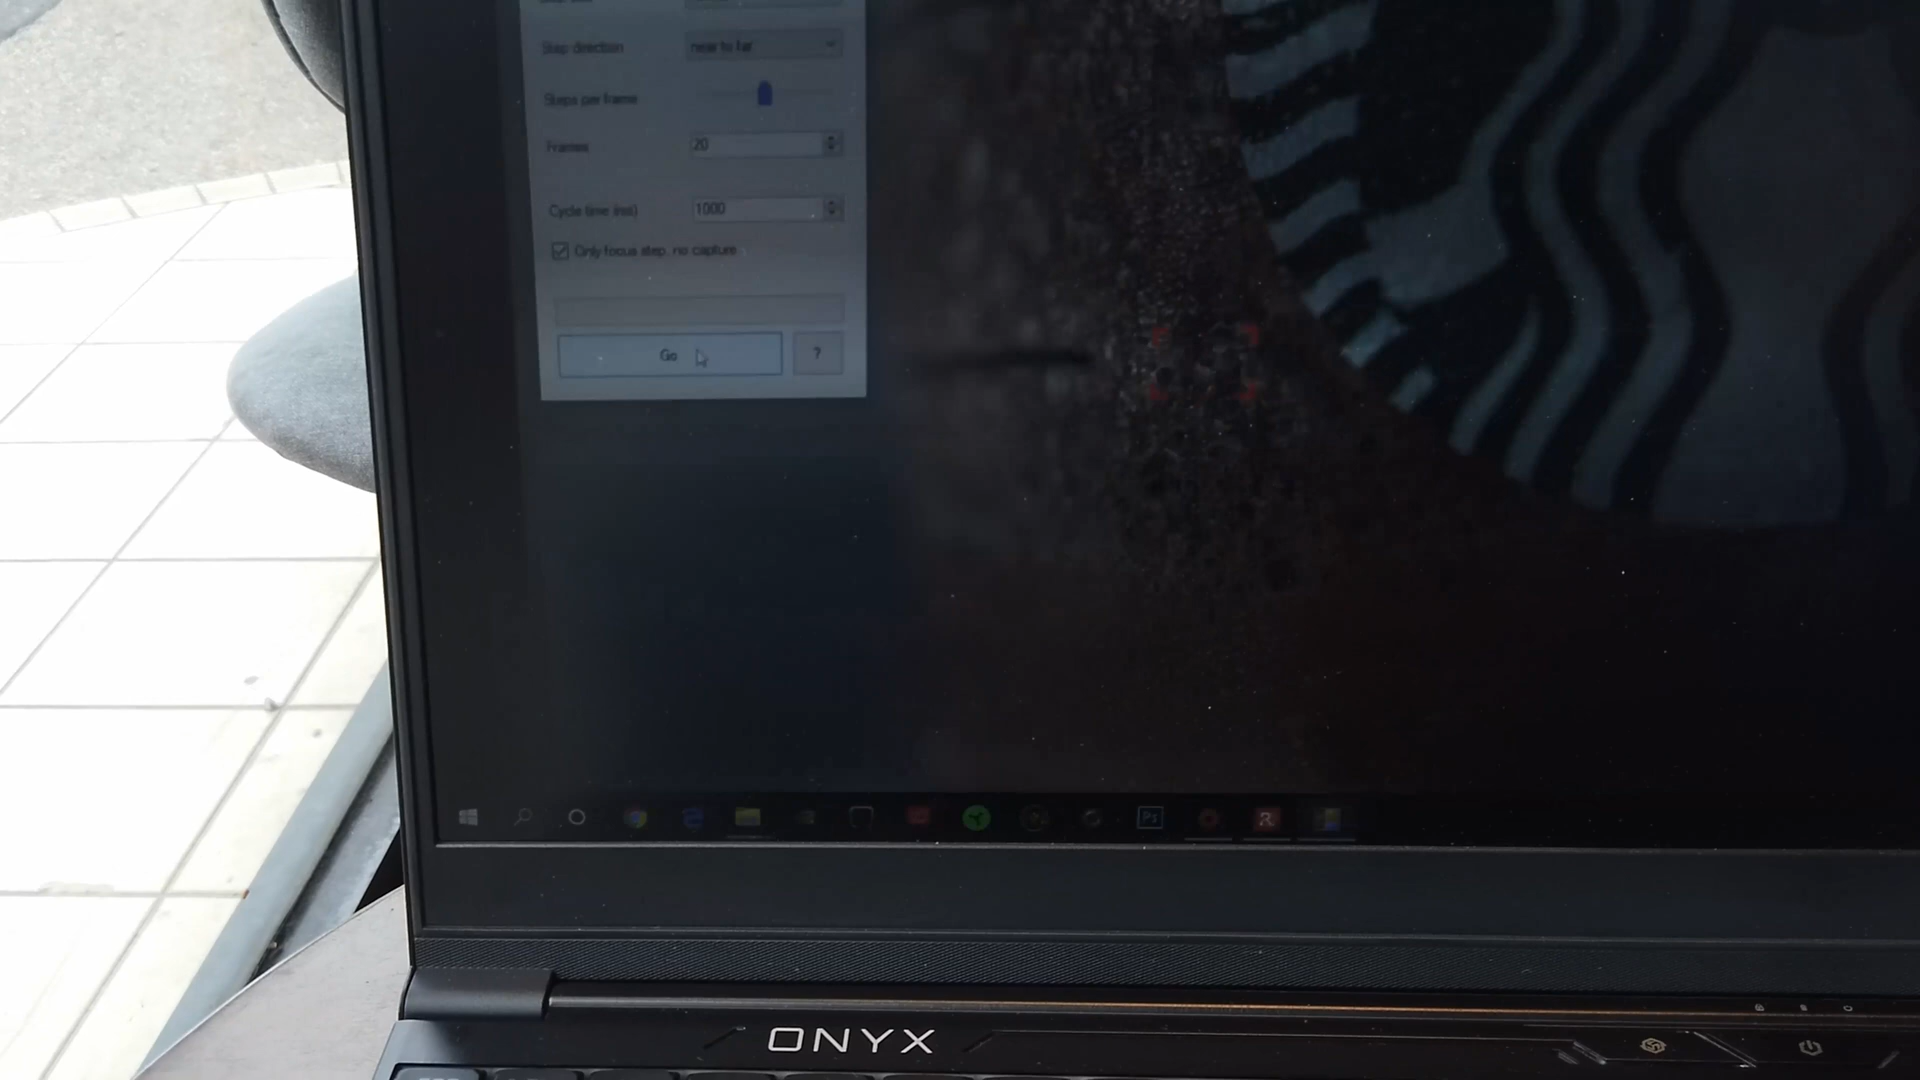 Step direction near to far
Steps per frame
Frames 20
Cycle time (ms) 1000
Only focus step, no capture
Go ?
Ps
R
ONYX